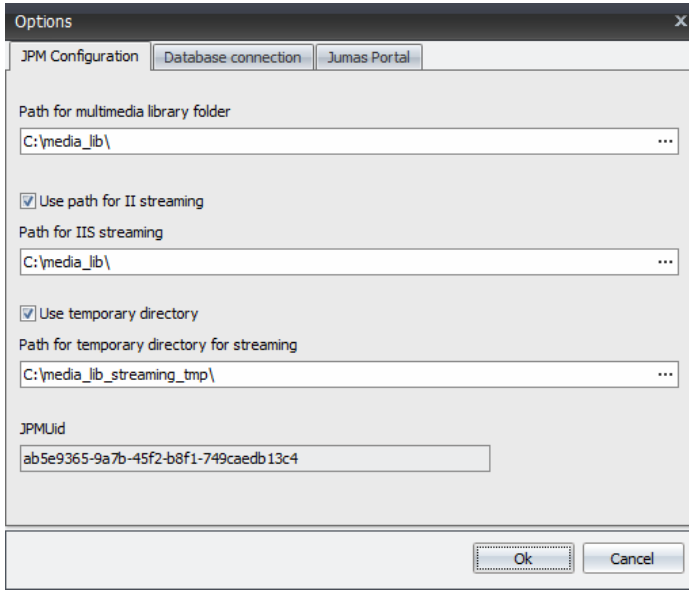 Options x
JPM Configuration Database connection Jumas Portal
Path for multimedia library folder
C:\media_lib\ ...
Use path for II streaming
Path for IIS streaming
C:\media_lib\ ...
Use temporary directory
Path for temporary directory for streaming
C:\media_lib_streaming_tmp\ ...
JPMUid
ab5e9365-9a7b-45f2-b8f1-749caedb13c4
Ok Cancel